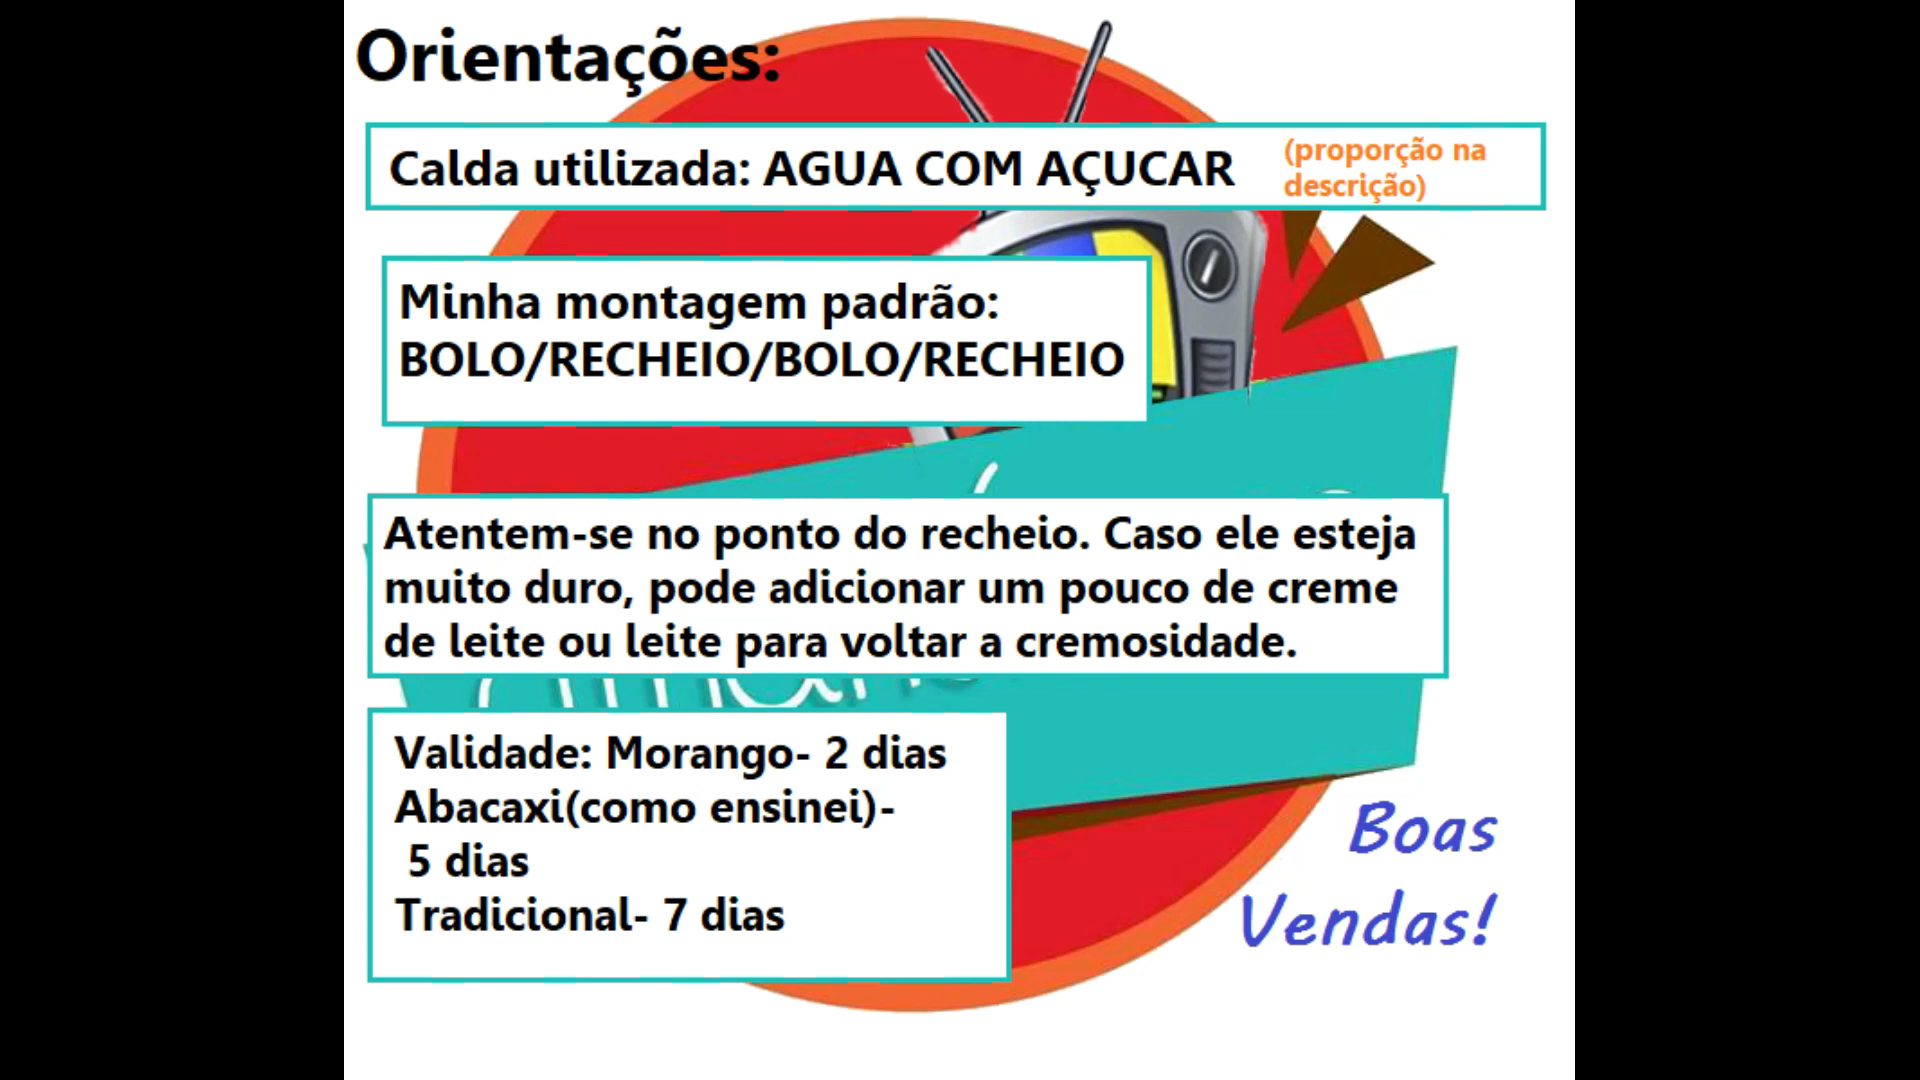 Orientações:
Calda utilizada: AGUA COM AÇUCAR
(proporção na
descrição)
Minha montagem padrão:
BOLO/RECHEIO/BOLO/RECHEIO
Atentem-se no ponto do recheio. Caso ele esteja
muito duro, pode adicionar um pouco de creme
de leite ou leite para voltar a cremosidade.
Validade: Morango- 2 dias
Abacaxi(como ensinei)-
5 dias
Tradicional- 7 dias
Boas
Vendas!